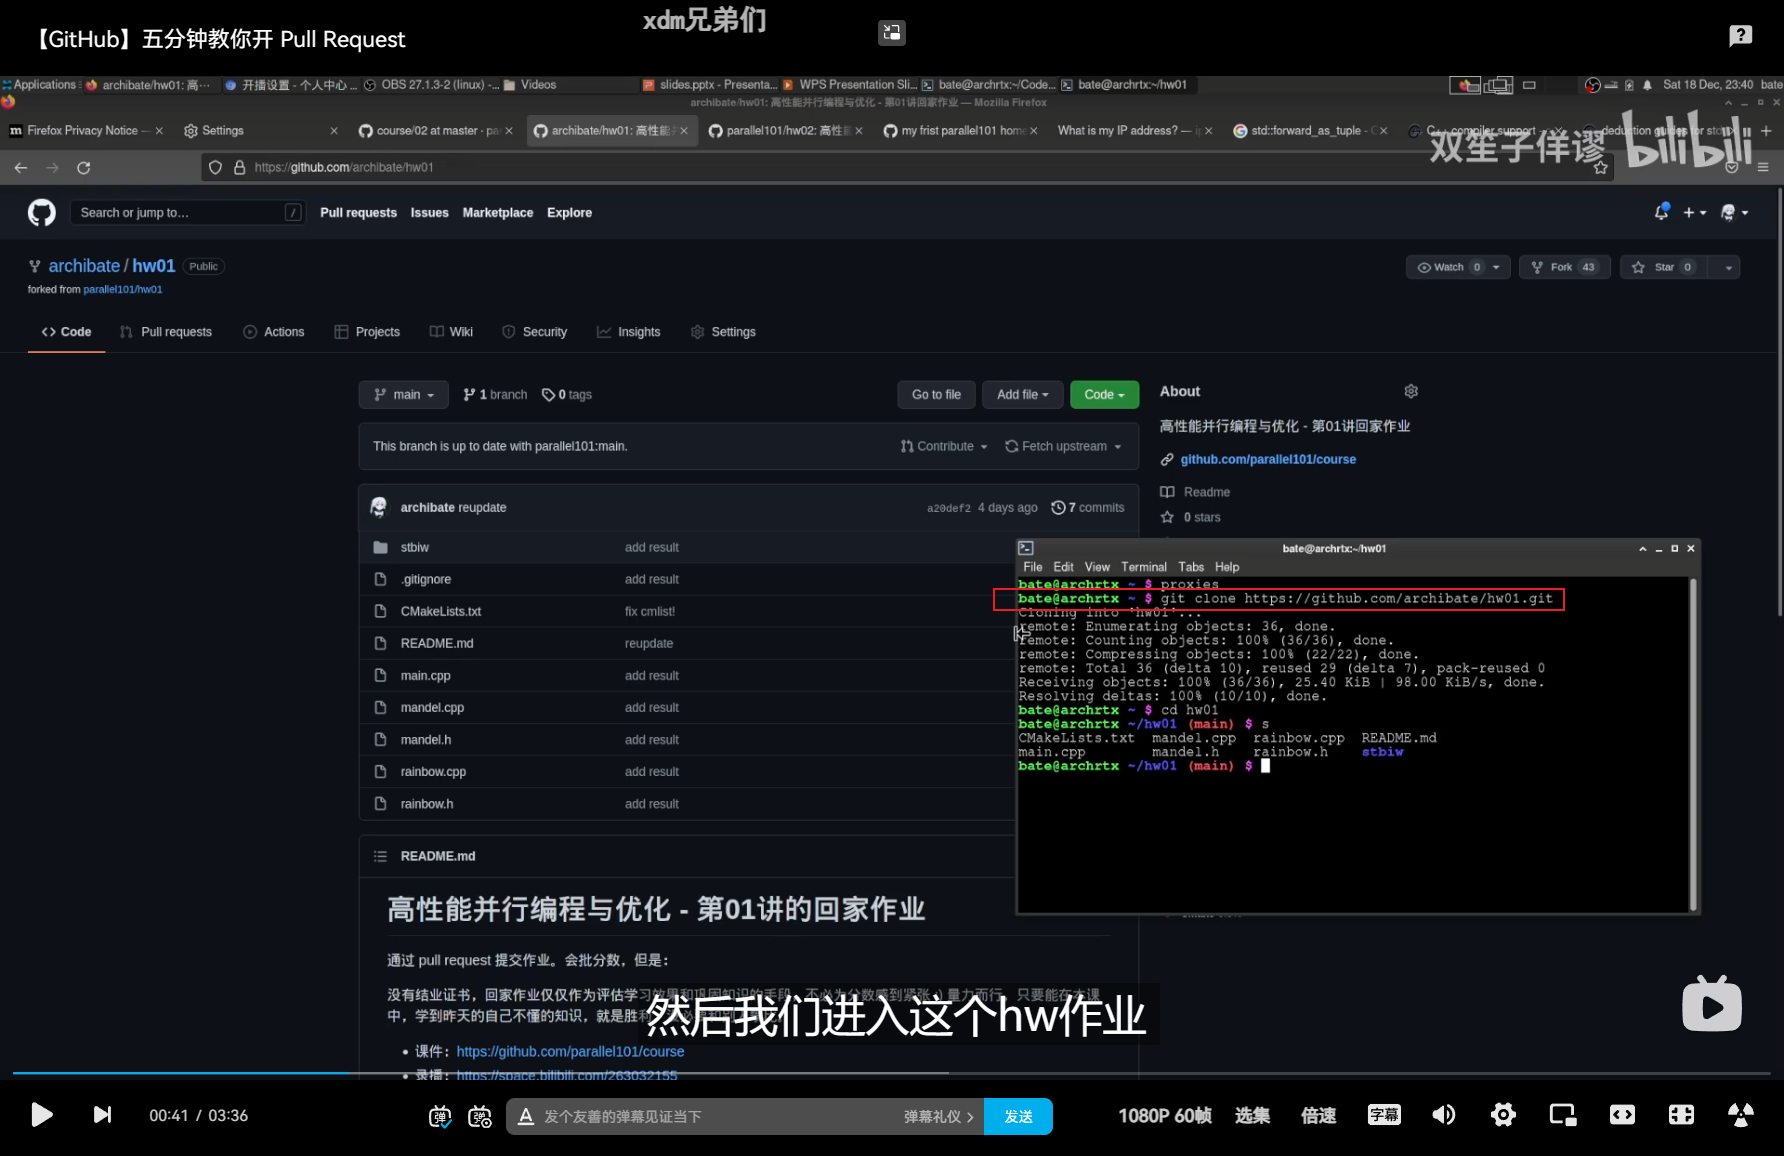 xdm兄弟们
【GitHub】五分钟教你开 Pull Request
Applications archibate/hw01: 高··· 开播设置 - 个人中心 ... OBS 27.1.3-2 (linux) -... Videos slides.pptx - Presenta... WPS Presentation Sli... bate@archrtx:~/Code... bate@archrtx:~/hw01 Sat 18 Dec, 23:40 bate
archibate/hw01: 高性能并行编程与优化 - 第01讲回家作业 — Mozilla Firefox
Firefox Privacy Notice — Settings course/02 at master · pa archibate/hw01: 高性能 parallel101/hw02: 高性能 my frist parallel101 home What is my IP address? — std::forward_as_tuple - C++ compiler support deduction guides for std
双笙子佯谬 bilibili
https://github.com/archibate/hw01
Search or jump to... / Pull requests Issues Marketplace Explore
archibate / hw01 Public
Watch 0 Fork 43 Star 0
forked from parallel101/hw01
Code Pull requests Actions Projects Wiki Security Insights Settings
main 1 branch 0 tags Go to file Add file Code
This branch is up to date with parallel101:main. Contribute Fetch upstream
archibate reupdate a20def2 4 days ago 7 commits
stbiw add result
.gitignore add result
CMakeLists.txt fix cmlist!
README.md reupdate
main.cpp add result
mandel.cpp add result
mandel.h add result
rainbow.cpp add result
rainbow.h add result
About
高性能并行编程与优化 - 第01讲回家作业
github.com/parallel101/course
Readme
0 stars
bate@archrtx:~/hw01
File Edit View Terminal Tabs Help
bate@archrtx ~ $ proxies
bate@archrtx ~ $ git clone https://github.com/archibate/hw01.git
Cloning into 'hw01'...
remote: Enumerating objects: 36, done.
remote: Counting objects: 100% (36/36), done.
remote: Compressing objects: 100% (22/22), done.
remote: Total 36 (delta 10), reused 29 (delta 7), pack-reused 0
Receiving objects: 100% (36/36), 25.40 KiB | 98.00 KiB/s, done.
Resolving deltas: 100% (10/10), done.
bate@archrtx ~ $ cd hw01
bate@archrtx ~/hw01 (main) $ s
CMakeLists.txt mandel.cpp rainbow.cpp README.md
main.cpp mandel.h rainbow.h stbiw
bate@archrtx ~/hw01 (main) $
README.md
高性能并行编程与优化 - 第01讲的回家作业
通过 pull request 提交作业。会批分数，但是：
没有结业证书，回家作业仅仅作为评估学习效果和巩固知识的手段，不必为分数感到紧张 :) 量力而行，只要能在本课
中，学到昨天的自己不懂的知识，就是胜利
然后我们进入这个hw作业
• 课件：https://github.com/parallel101/course
• 录播：https://space.bilibili.com/263032155
00:41 / 03:36 弹 弹 发个友善的弹幕见证当下 弹幕礼仪 发送 1080P 60帧 选集 倍速 字幕